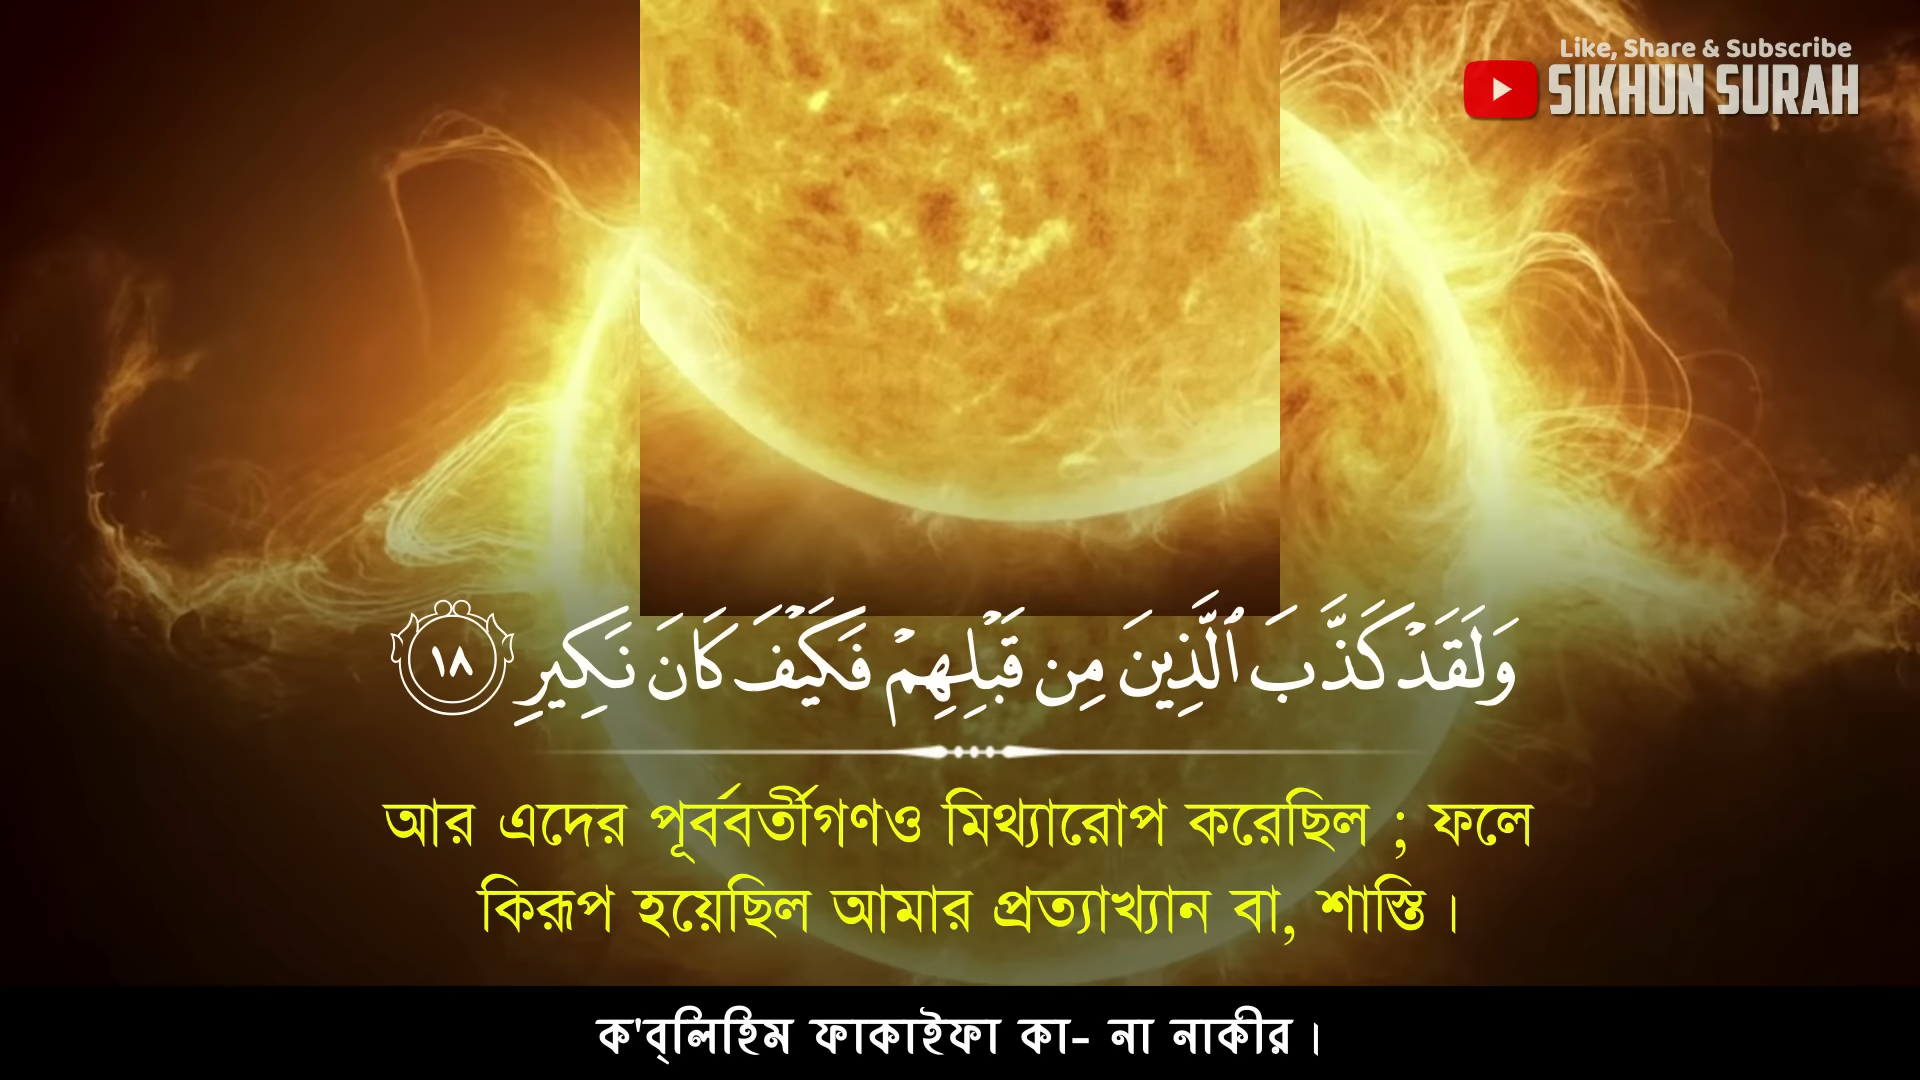 Like, Share & Subscribe
SIKHUN SURAH
وَلَقَدْ كَذَّبَ ٱلَّذِينَ مِن قَبْلِهِمْ فَكَيْفَ كَانَ نَكِيرِ ١٨
আর এদের পূর্ববর্তীগণও মিথ্যারোপ করেছিল ; ফলে
কিরূপ হয়েছিল আমার প্রত্যাখ্যান বা, শাস্তি ।
ক'ব্‌লিহিম ফাকাইফা কা- না নাকীর ।